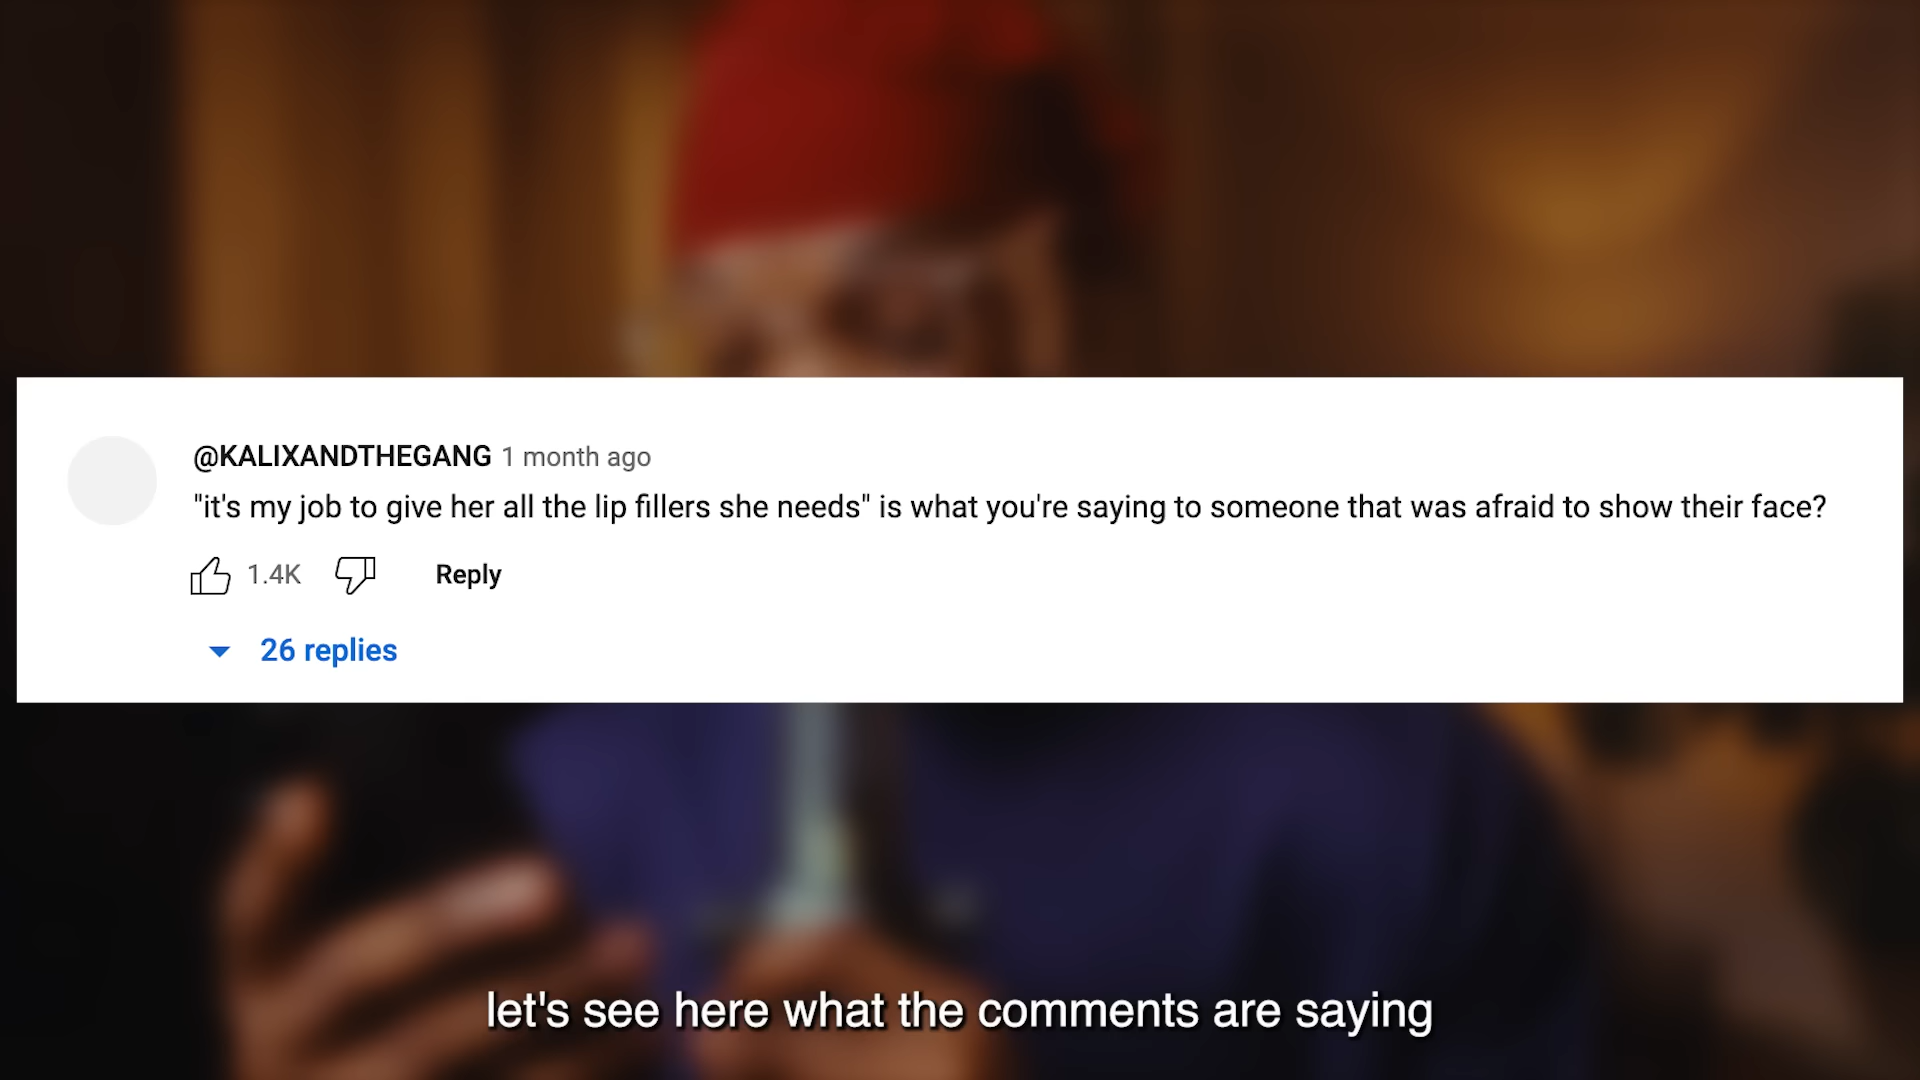 @KALIXANDTHEGANG 1 month ago
"it's my job to give her all the lip fillers she needs" is what you're saying to someone that was afraid to show their face?
1.4K Reply
26 replies
let's see here what the comments are saying